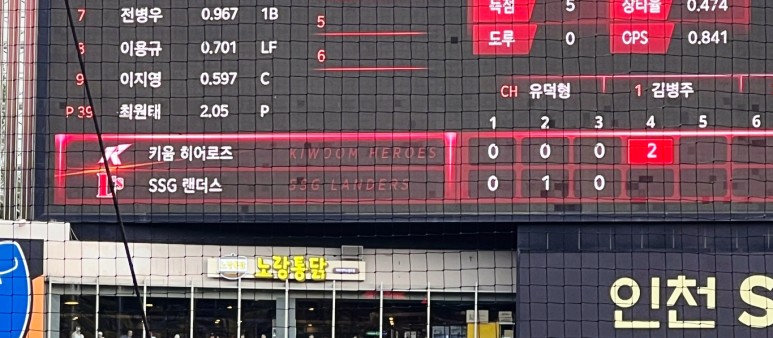 7 전병우 0.967 1B
8 이용규 0.701 LF
9 이지영 0.597 C
P 39 최원태 2.05 P
5
6
득점 5 장타율 0.474
도루 0 OPS 0.841
CH 유덕형 1 김병주
1 2 3 4 5 6
키움 히어로즈 KIWOOM HEROES 0 0 0 2
SSG 랜더스 SSG LANDERS 0 1 0
노랑통닭
인천 S